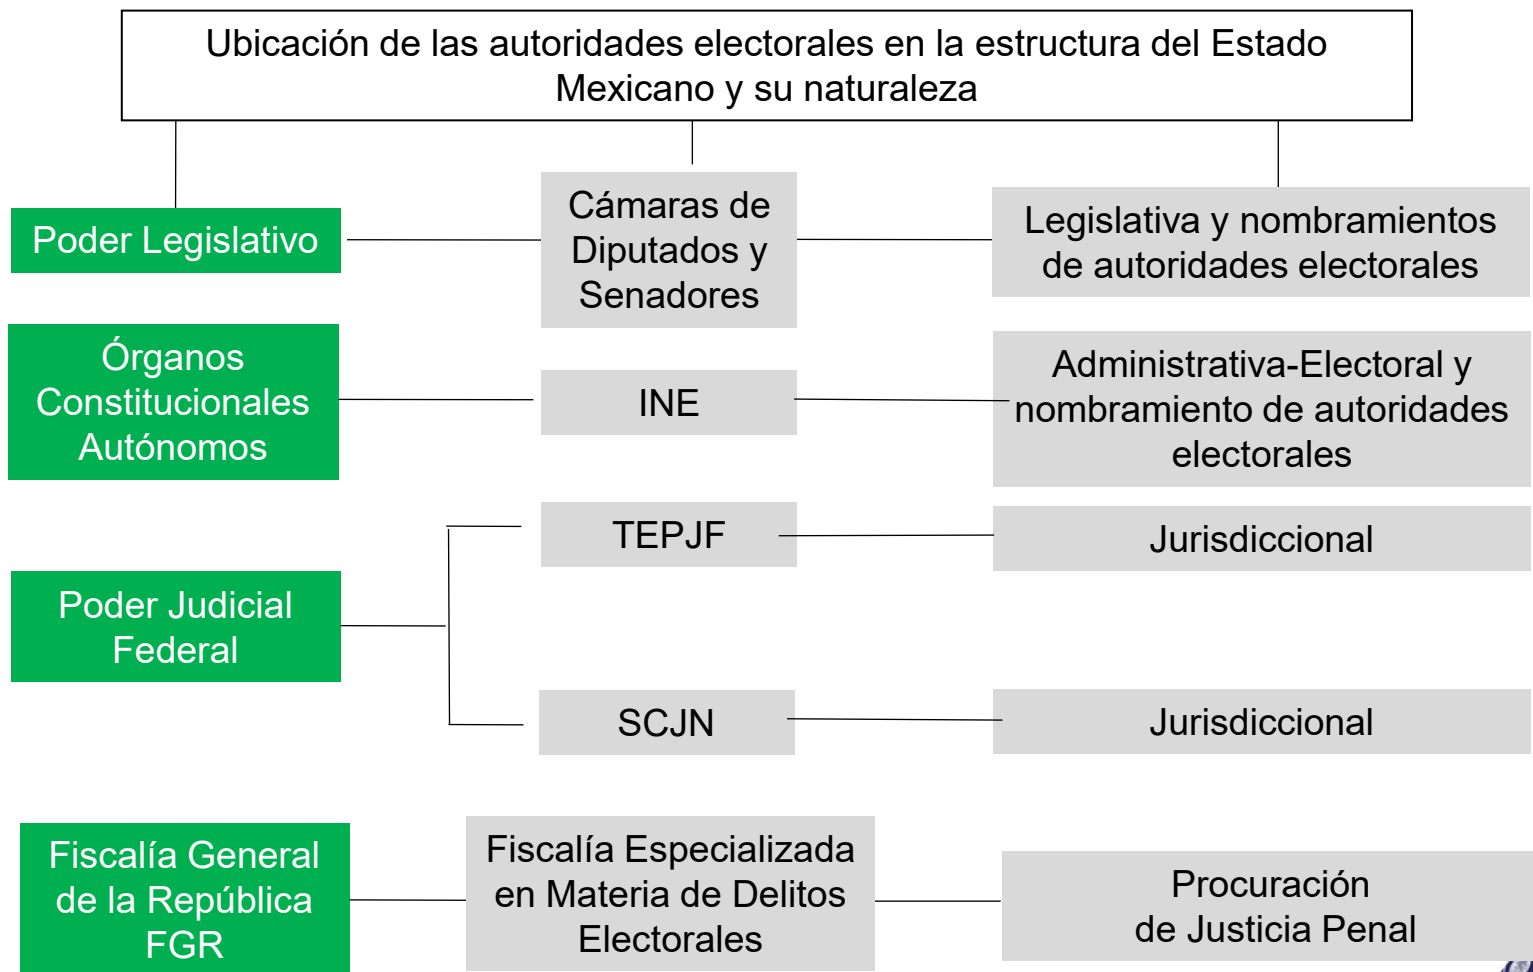 Ubicación de las autoridades electorales en la estructura del Estado
Mexicano y su naturaleza
Poder Legislativo
Cámaras de
Diputados y
Senadores
Legislativa y nombramientos
de autoridades electorales
Órganos
Constitucionales
Autónomos
INE
Administrativa-Electoral y
nombramiento de autoridades
electorales
Poder Judicial
Federal
TEPJF
Jurisdiccional
SCJN
Jurisdiccional
Fiscalía General
de la República
FGR
Fiscalía Especializada
en Materia de Delitos
Electorales
Procuración
de Justicia Penal